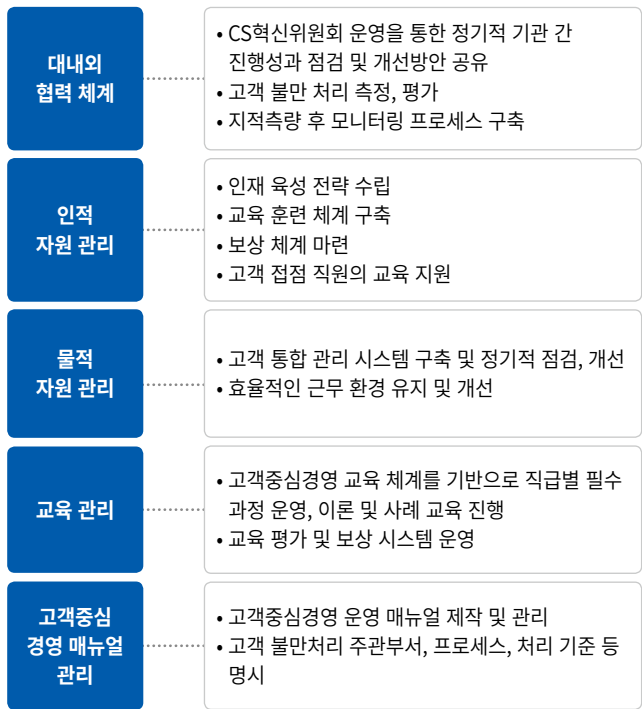 대내외
협력 체계
• CS혁신위원회 운영을 통한 정기적 기관 간
진행성과 점검 및 개선방안 공유
• 고객 불만 처리 측정, 평가
• 지적측량 후 모니터링 프로세스 구축
인적
자원 관리
• 인재 육성 전략 수립
• 교육 훈련 체계 구축
• 보상 체계 마련
• 고객 접점 직원의 교육 지원
물적
자원 관리
• 고객 통합 관리 시스템 구축 및 정기적 점검, 개선
• 효율적인 근무 환경 유지 및 개선
교육 관리
• 고객중심경영 교육 체계를 기반으로 직급별 필수
과정 운영, 이론 및 사례 교육 진행
• 교육 평가 및 보상 시스템 운영
고객중심
경영 매뉴얼
관리
• 고객중심경영 운영 매뉴얼 제작 및 관리
• 고객 불만처리 주관부서, 프로세스, 처리 기준 등
명시